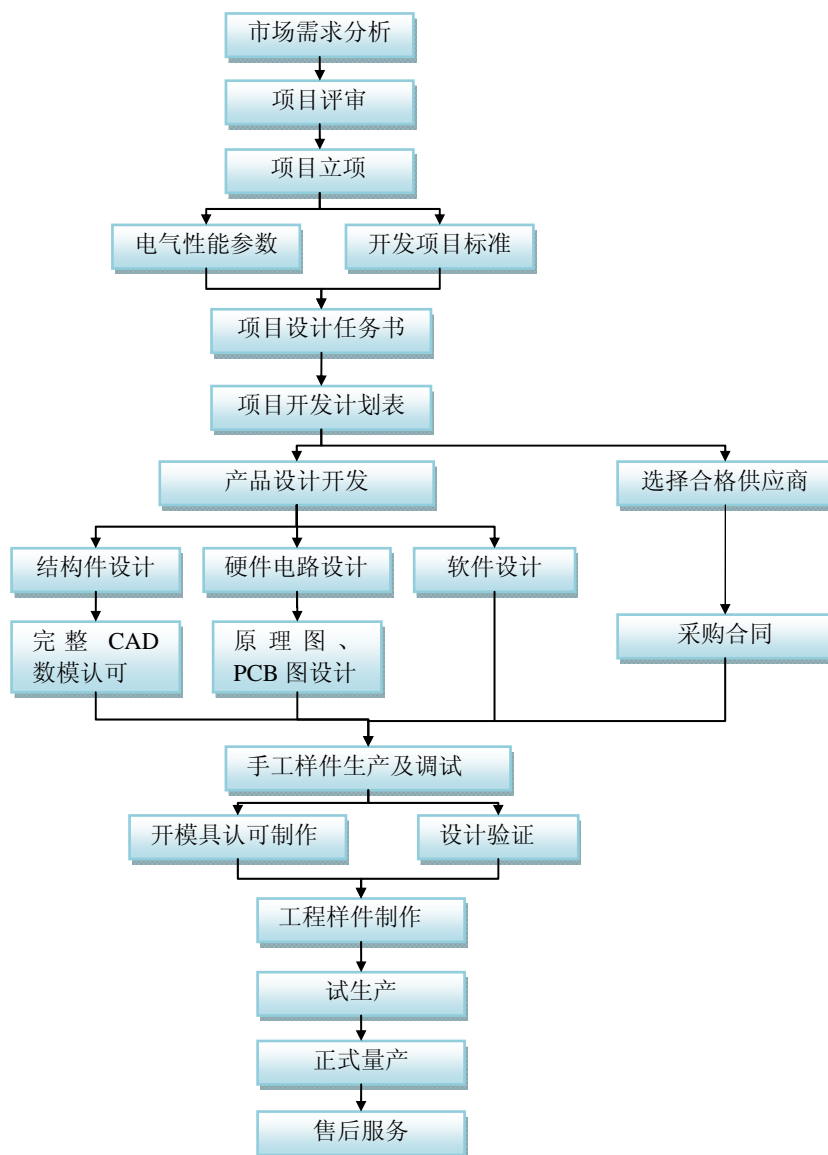 市场需求分析
项目评审
项目立项
电气性能参数
开发项目标准
项目设计任务书
项目开发计划表
产品设计开发
选择合格供应商
结构件设计
硬件电路设计
软件设计
完整 CAD
数模认可
原理图、
PCB 图设计
采购合同
手工样件生产及调试
开模具认可制作
设计验证
工程样件制作
试生产
正式量产
售后服务